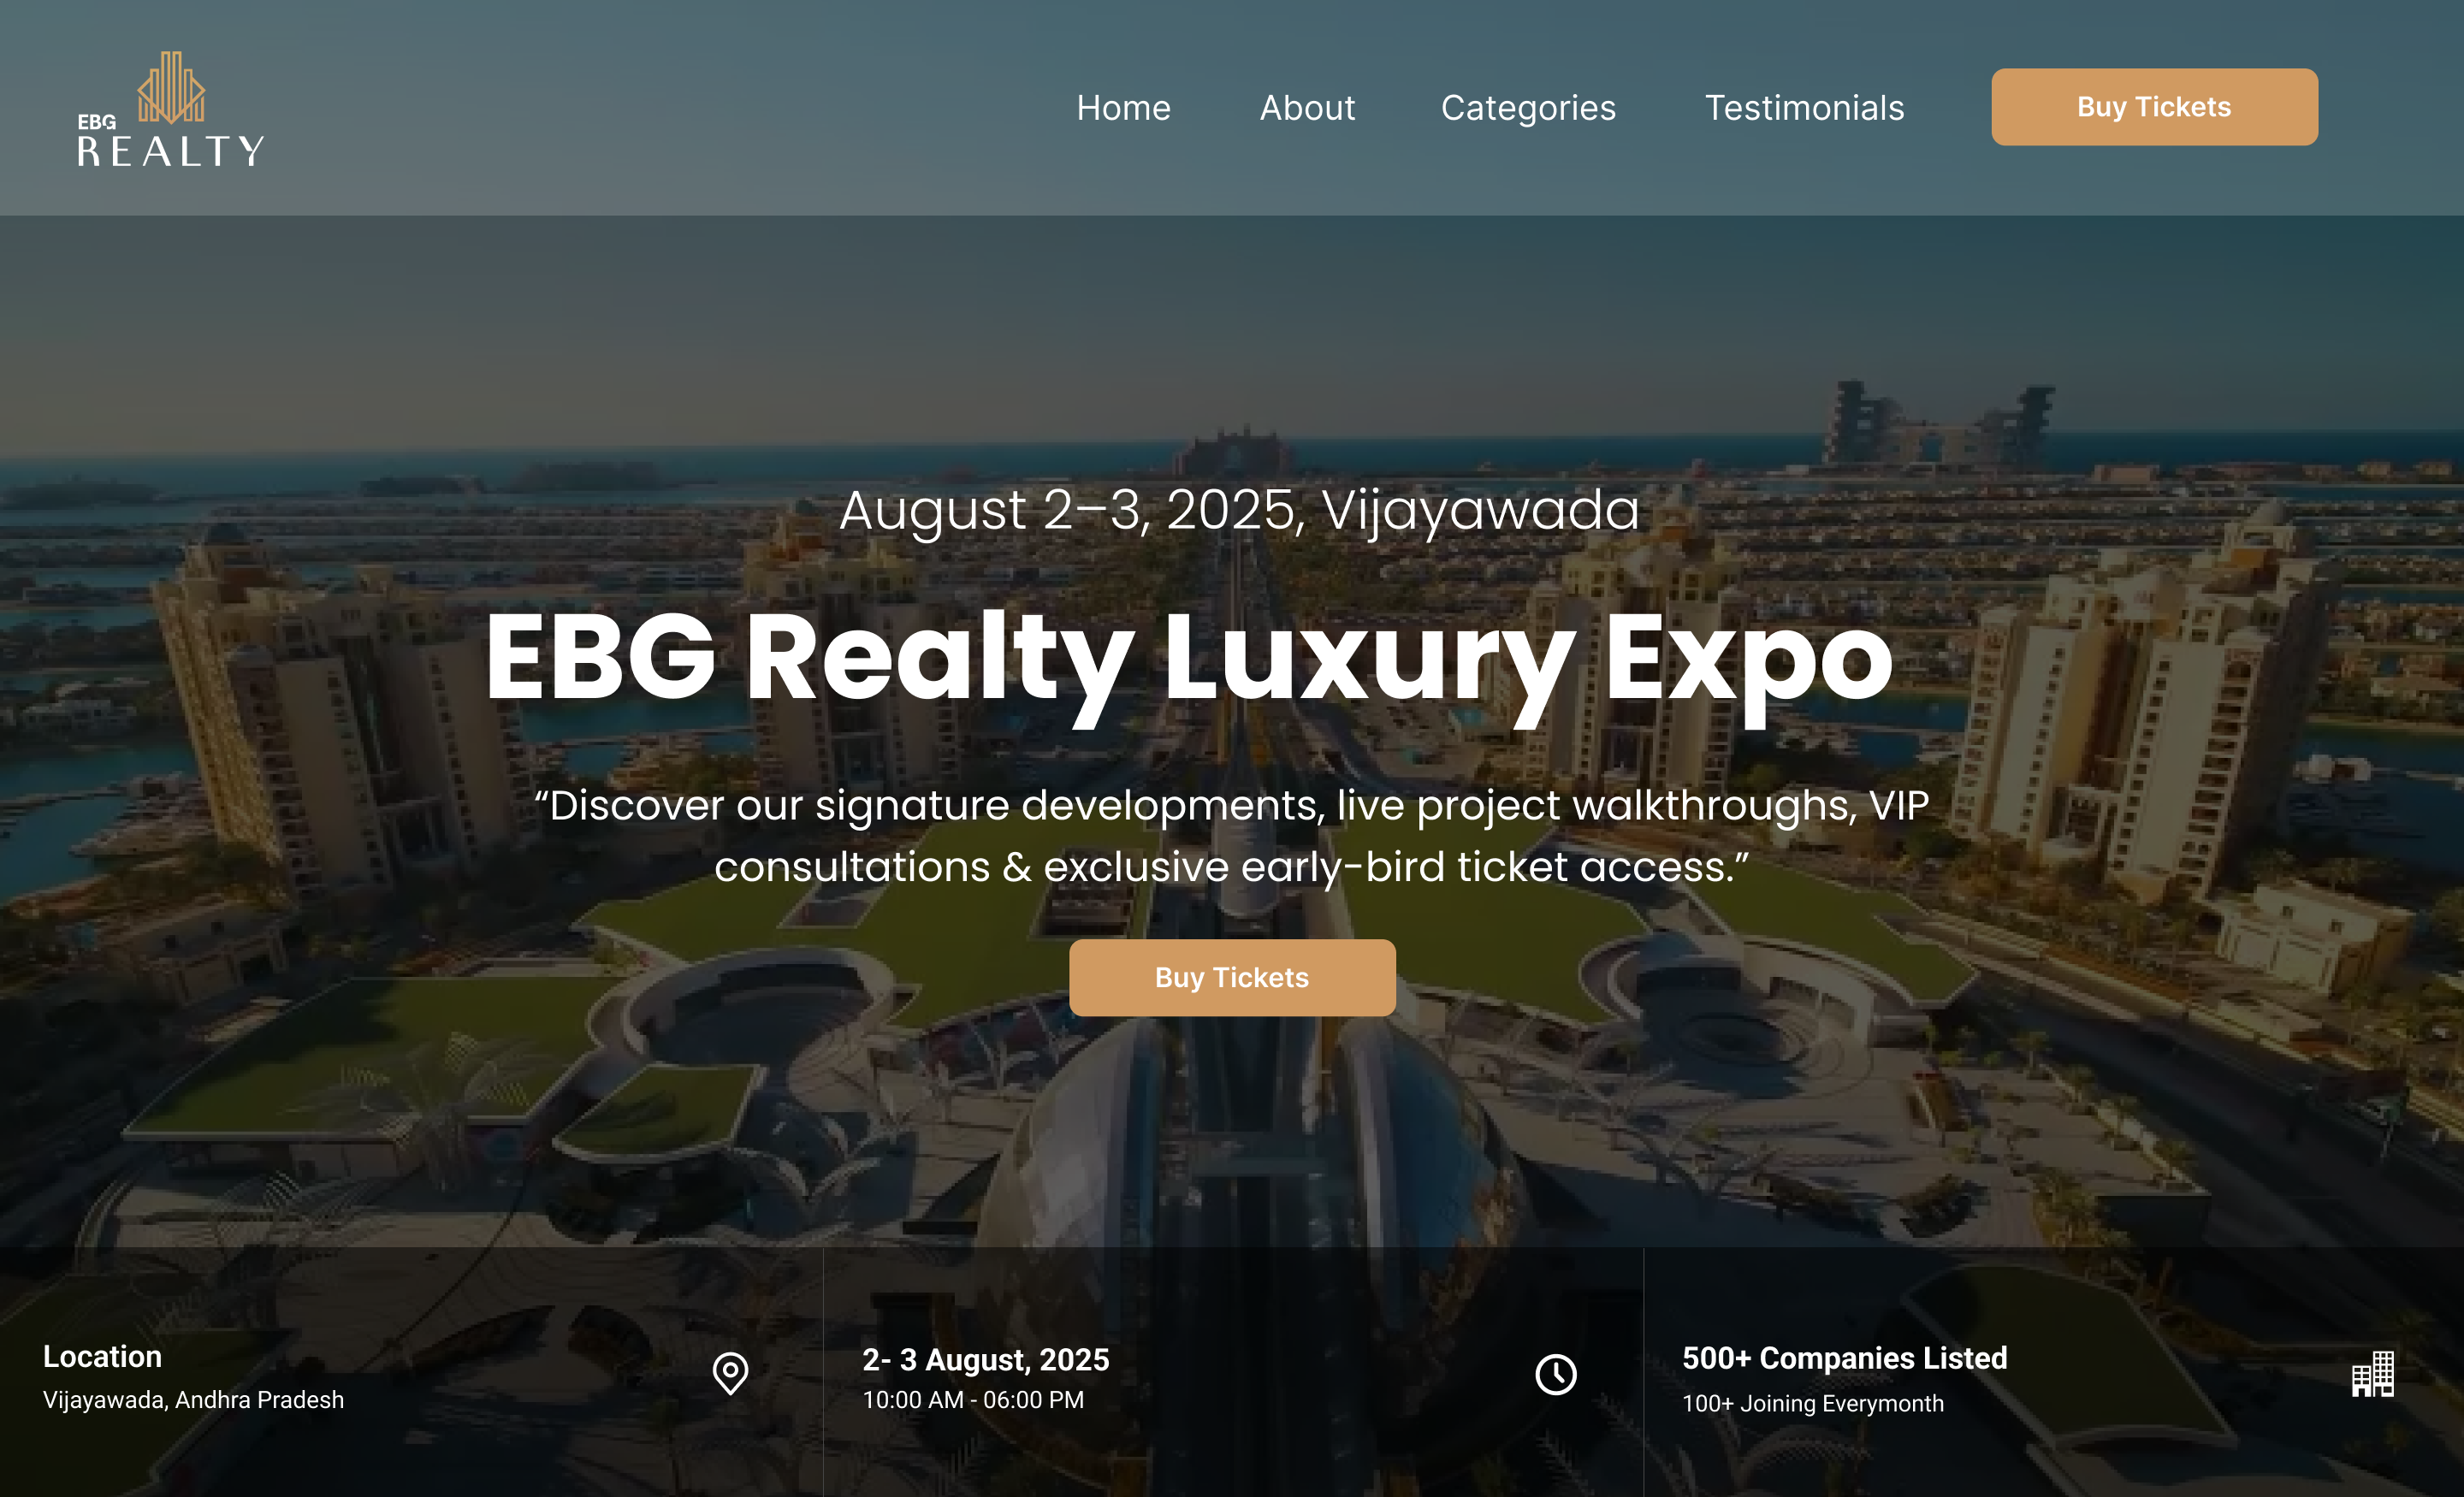 EBG
REALTY
Home
About
Categories
Testimonials
Buy Tickets
August 2–3, 2025, Vijayawada
EBG Realty Luxury Expo
“Discover our signature developments, live project walkthroughs, VIP
consultations & exclusive early-bird ticket access.”
Buy Tickets
Location
Vijayawada, Andhra Pradesh
2- 3 August, 2025
10:00 AM - 06:00 PM
500+ Companies Listed
100+ Joining Everymonth